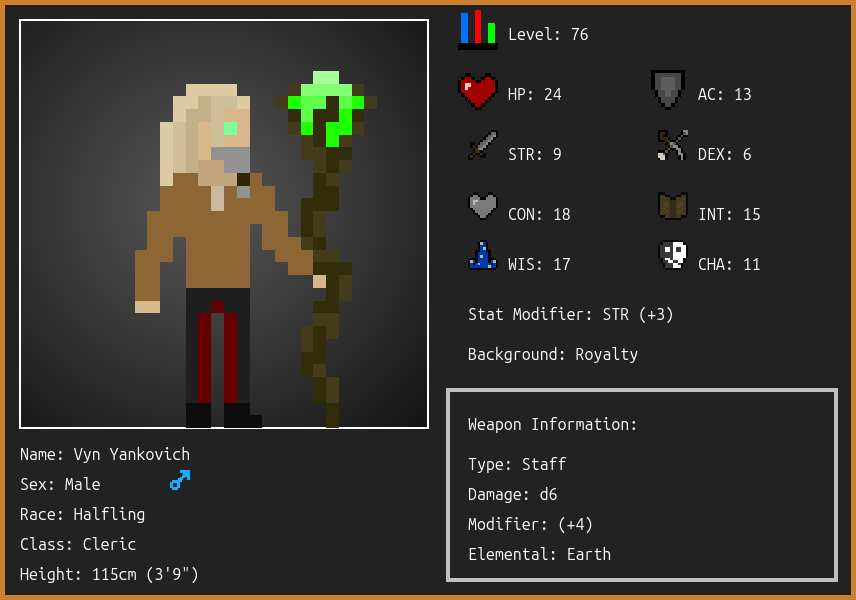 Level: 76
HP: 24
AC: 13
STR: 9
DEX: 6
CON: 18
INT: 15
WIS: 17
CHA: 11
Stat Modifier: STR (+3)
Background: Royalty
Weapon Information:
Type: Staff
Damage: d6
Modifier: (+4)
Elemental: Earth
Name: Vyn Yankovich
Sex: Male
Race: Halfling
Class: Cleric
Height: 115cm (3'9")